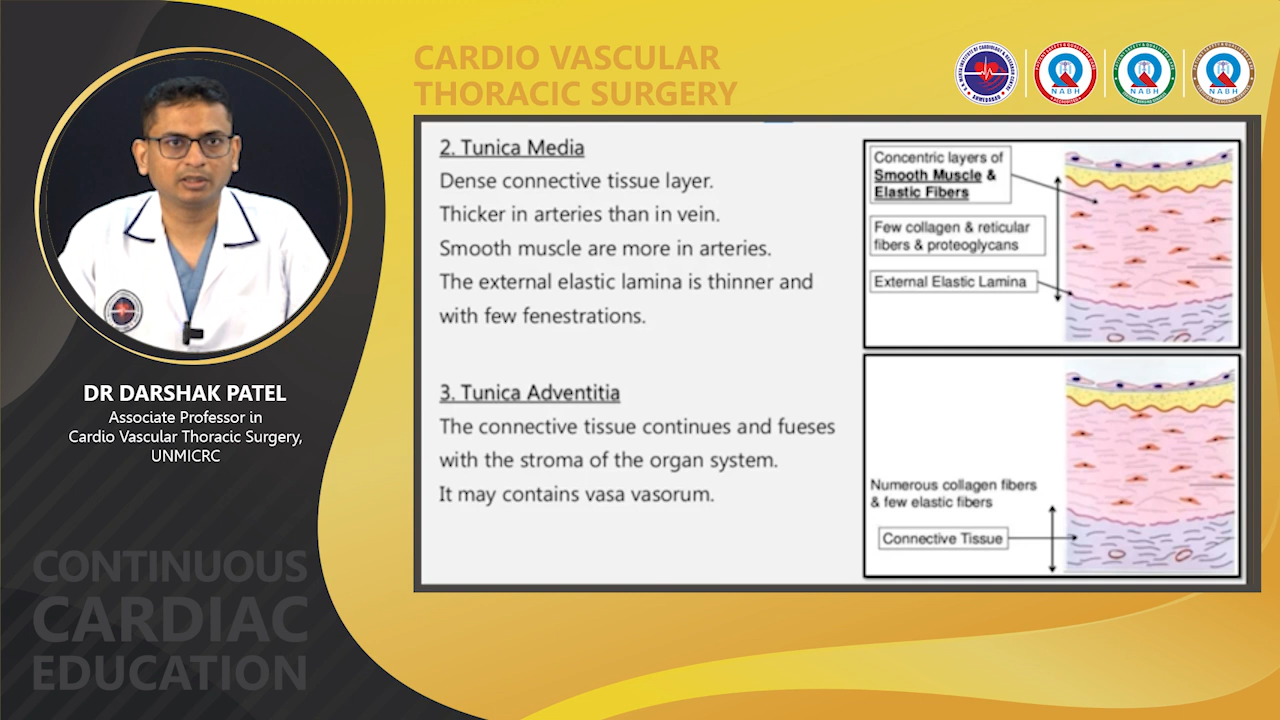 CARDIO VASCULAR
THORACIC SURGERY
2. Tunica Media
Dense connective tissue layer.
Thicker in arteries than in vein.
Smooth muscle are more in arteries.
The external elastic lamina is thinner and
with few fenestrations.
3. Tunica Adventitia
The connective tissue continues and fueses
with the stroma of the organ system.
It may contains vasa vasorum.
Concentric layers of
Smooth Muscle &
Elastic Fibers
Few collagen & reticular
fibers & proteoglycans
External Elastic Lamina
Numerous collagen fibers
& few elastic fibers
Connective Tissue
DR DARSHAK PATEL
Associate Professor in
Cardio Vascular Thoracic Surgery,
UNMICRC
CONTINUOUS
CARDIAC
EDUCATION
AHMEDABAD
NABH
NABH
NABH